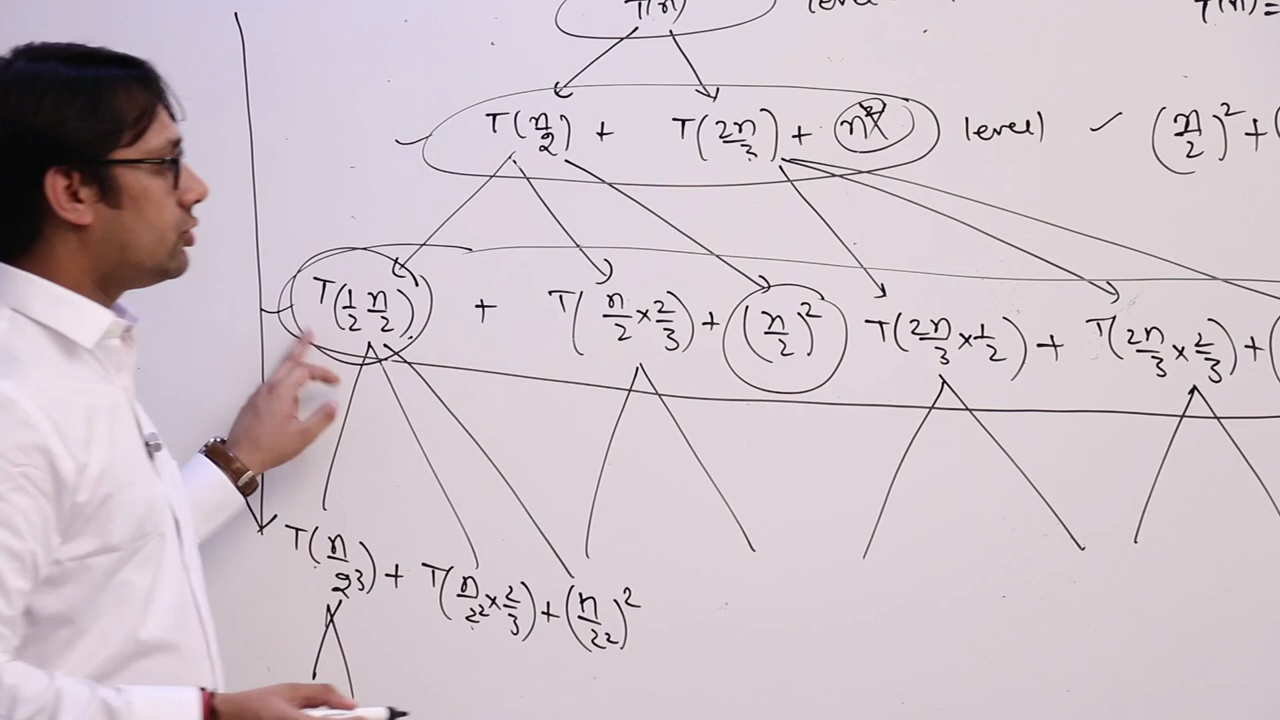 T(n) level T(n) =
T(n/2) + T(2n/3) + n² level (n/2)² + (
T(1/2 n/2) + T(n/2 × 2/3) + (n/2)² T(2n/3 × 1/2) + T(2n/3 × 2/3) + (
T(n/2³) + T(n/2² × 2/3) + (n/2²)²